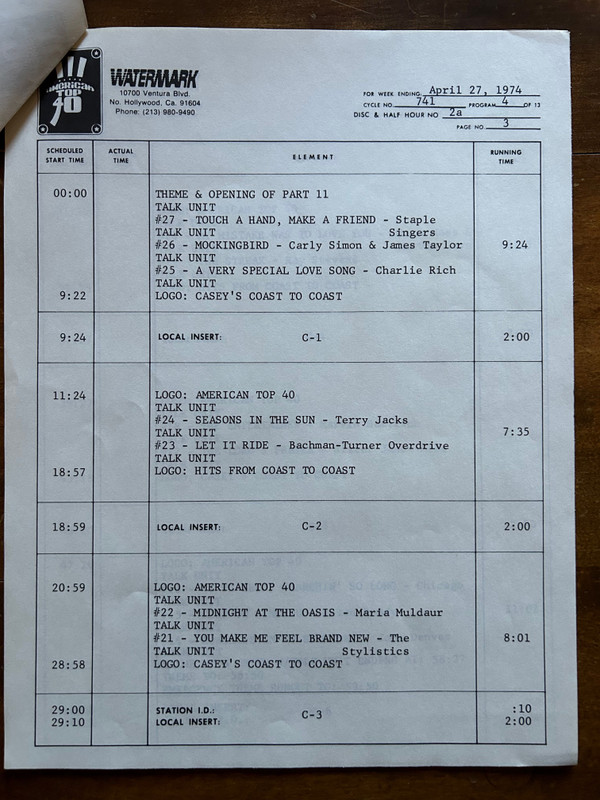 AMERICAN
TOP
40
WATERMARK
10700 Ventura Blvd.
No. Hollywood, Ca. 91604
Phone: (213) 980-9490
FOR WEEK ENDING: April 27, 1974
CYCLE NO. 741 PROGRAM 4 OF 13
DISC & HALF HOUR NO 2a
PAGE NO. 3
SCHEDULED START TIME ACTUAL TIME ELEMENT RUNNING TIME
00:00 THEME & OPENING OF PART 11
TALK UNIT
#27 - TOUCH A HAND, MAKE A FRIEND - Staple
TALK UNIT Singers
#26 - MOCKINGBIRD - Carly Simon & James Taylor 9:24
TALK UNIT
#25 - A VERY SPECIAL LOVE SONG - Charlie Rich
TALK UNIT
9:22 LOGO: CASEY'S COAST TO COAST
9:24 LOCAL INSERT: C-1 2:00
11:24 LOGO: AMERICAN TOP 40
TALK UNIT
#24 - SEASONS IN THE SUN - Terry Jacks
TALK UNIT 7:35
#23 - LET IT RIDE - Bachman-Turner Overdrive
TALK UNIT
18:57 LOGO: HITS FROM COAST TO COAST
18:59 LOCAL INSERT: C-2 2:00
20:59 LOGO: AMERICAN TOP 40
TALK UNIT
#22 - MIDNIGHT AT THE OASIS - Maria Muldaur
TALK UNIT
#21 - YOU MAKE ME FEEL BRAND NEW - The 8:01
TALK UNIT Stylistics
28:58 LOGO: CASEY'S COAST TO COAST
29:00 STATION I.D.: :10
29:10 LOCAL INSERT: C-3 2:00